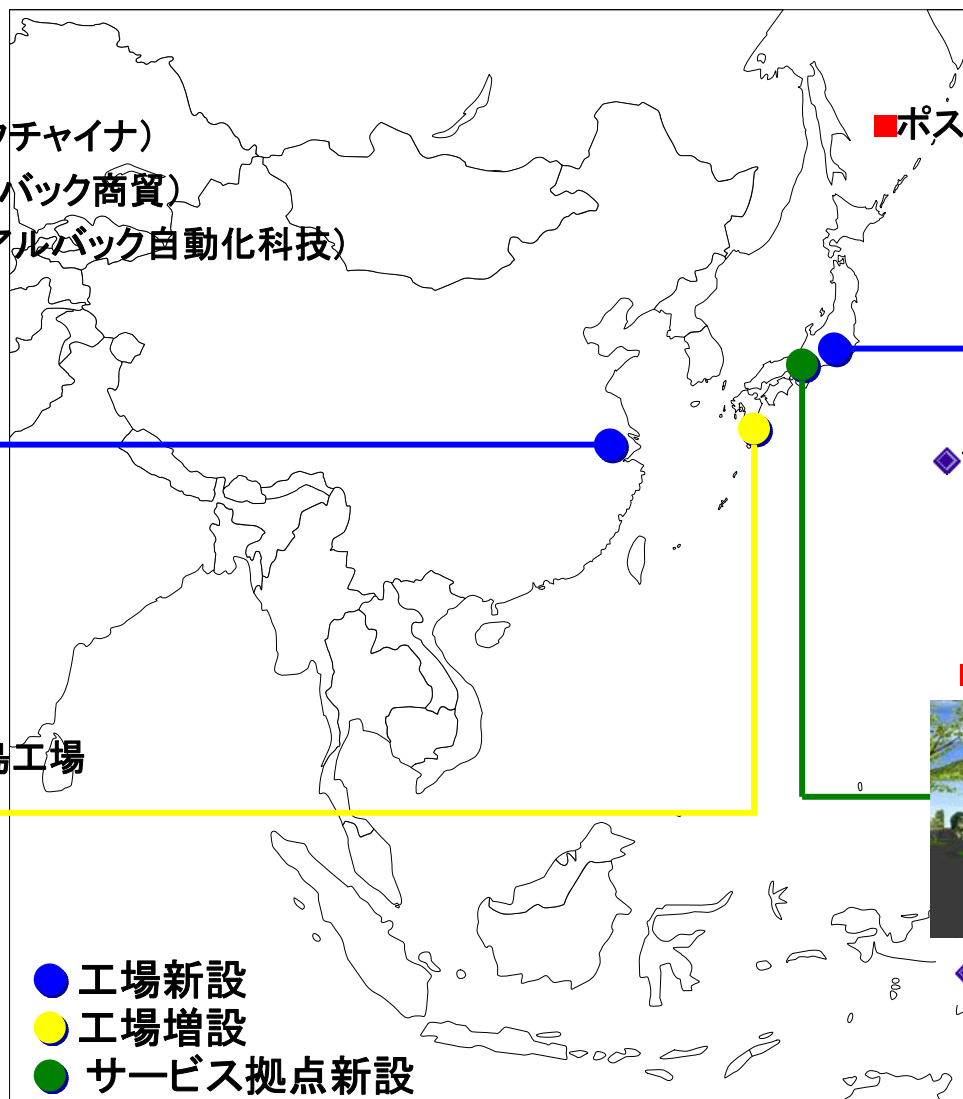 クチャイナ）
■ポス
バック商貿）
アルバック自動化科技）
島工場
工場新設
工場増設
サービス拠点新設